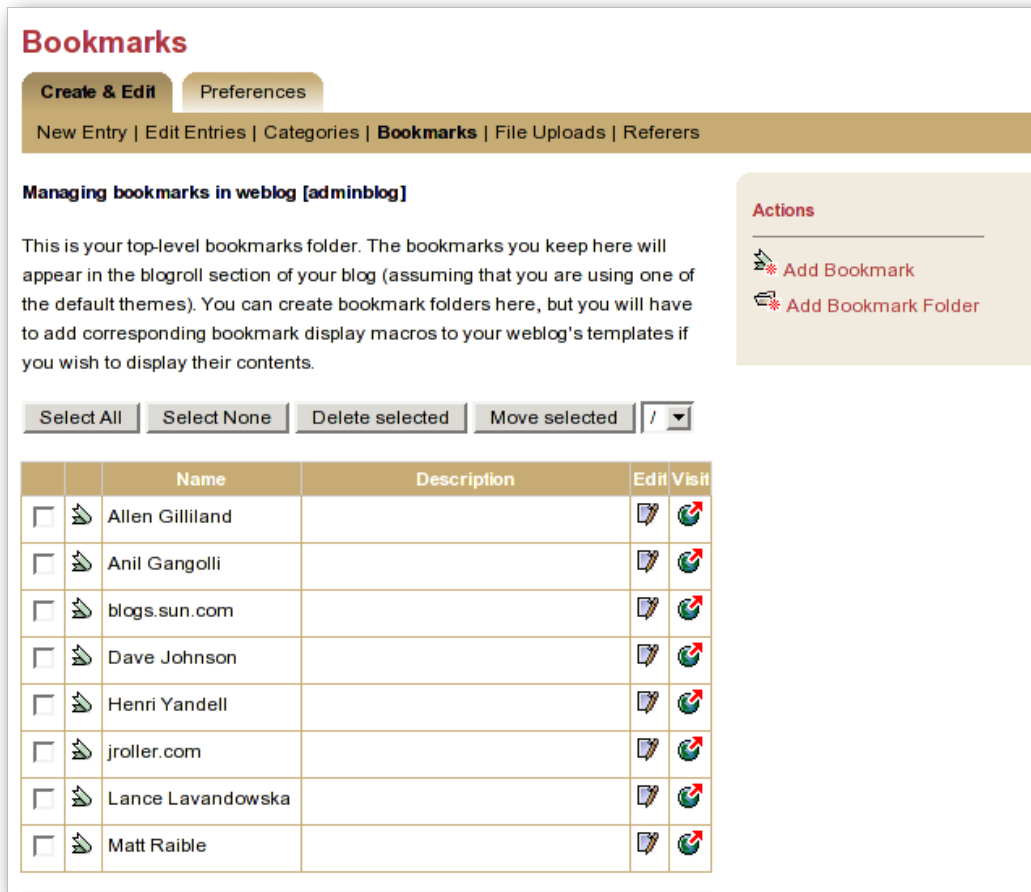 Bookmarks
Create & Edit
Preferences
New Entry | Edit Entries | Categories | Bookmarks | File Uploads | Referers
Managing bookmarks in weblog [adminblog]
This is your top-level bookmarks folder. The bookmarks you keep here will
appear in the blogroll section of your blog (assuming that you are using one of
the default themes). You can create bookmark folders here, but you will have
to add corresponding bookmark display macros to your weblog's templates if
you wish to display their contents.
Actions
Add Bookmark
Add Bookmark Folder
Select All Select None Delete selected Move selected /
Name Description Edit Visit
Allen Gilliland
Anil Gangolli
blogs.sun.com
Dave Johnson
Henri Yandell
jroller.com
Lance Lavandowska
Matt Raible